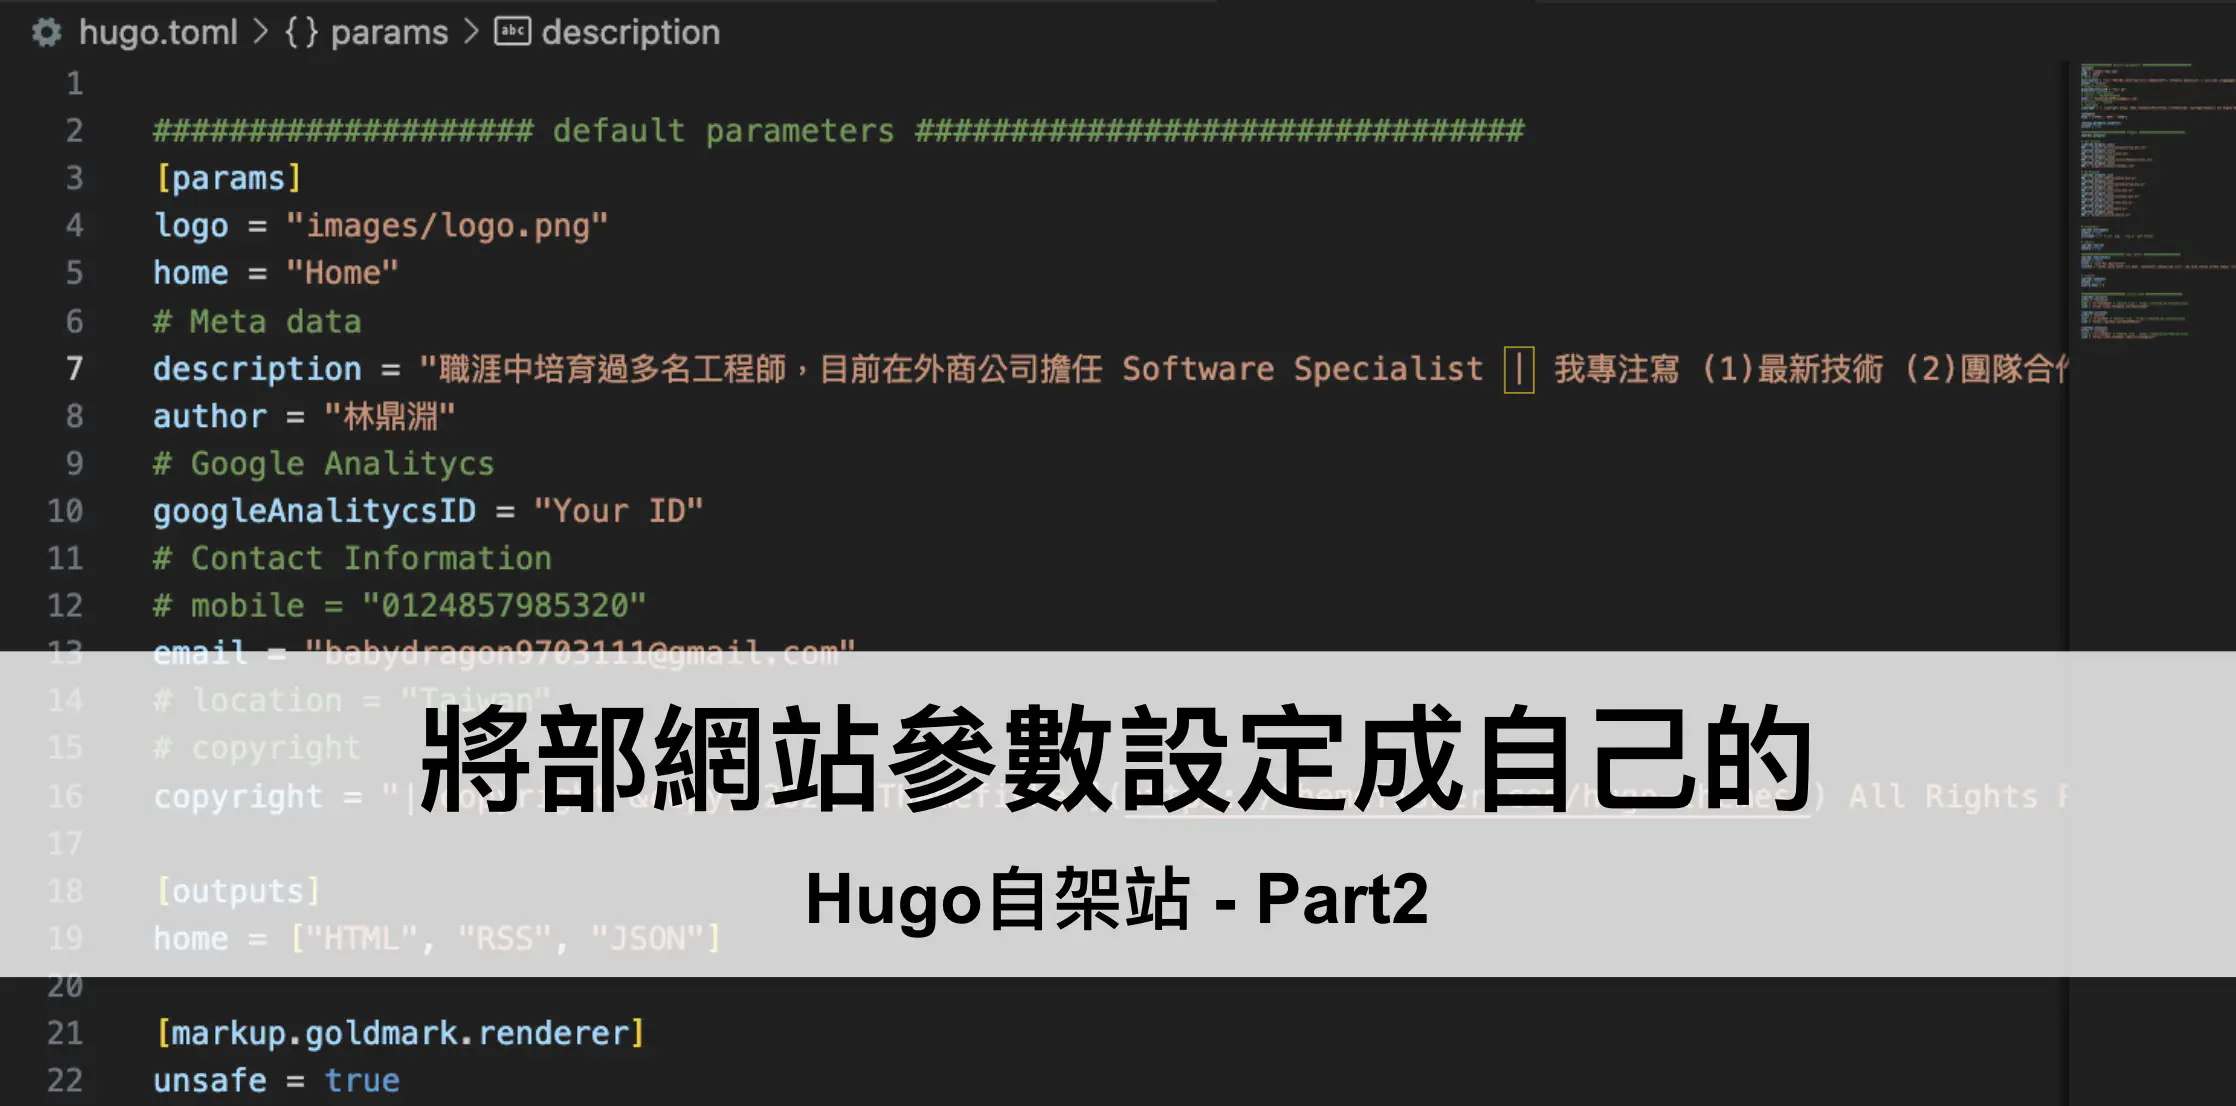 hugo.toml > {} params > abc description
1
2 #################### default parameters ################################
3 [params]
4 logo = "images/logo.png"
5 home = "Home"
6 # Meta data
7 description = "職涯中培育過多名工程師，目前在外商公司擔任 Software Specialist | 我專注寫 (1)最新技術 (2)團隊合作
8 author = "林鼎淵"
9 # Google Analitycs
10 googleAnalitycsID = "Your ID"
11 # Contact Information
12 # mobile = "0124857985320"
13 email = "babydragon9703111@gmail.com"
14 # location = "Taiwan"
15 # copyright
16 copyright = "| All Rights
將部網站參數設定成自己的
17
Hugo自架站 - Part2
18 [outputs]
19 home = ["HTML", "RSS", "JSON"]
20
21 [markup.goldmark.renderer]
22 unsafe = true